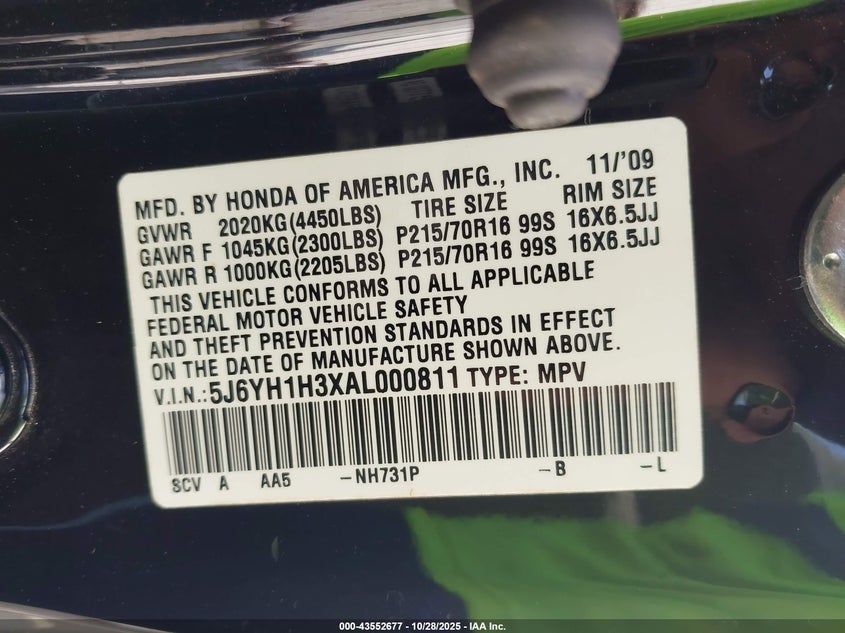 MFD. BY HONDA OF AMERICA MFG., INC. 11/'09
GVWR 2020KG(4450LBS) TIRE SIZE RIM SIZE
GAWR F 1045KG(2300LBS) P215/70R16 99S 16X6.5JJ
GAWR R 1000KG(2205LBS) P215/70R16 99S 16X6.5JJ
THIS VEHICLE CONFORMS TO ALL APPLICABLE
FEDERAL MOTOR VEHICLE SAFETY
AND THEFT PREVENTION STANDARDS IN EFFECT
ON THE DATE OF MANUFACTURE SHOWN ABOVE.
V.I.N.:5J6YH1H3XAL000811 TYPE: MPV
SCV A AA5 -NH731P -B -L
000-43552677 - 10/28/2025 - IAA Inc.